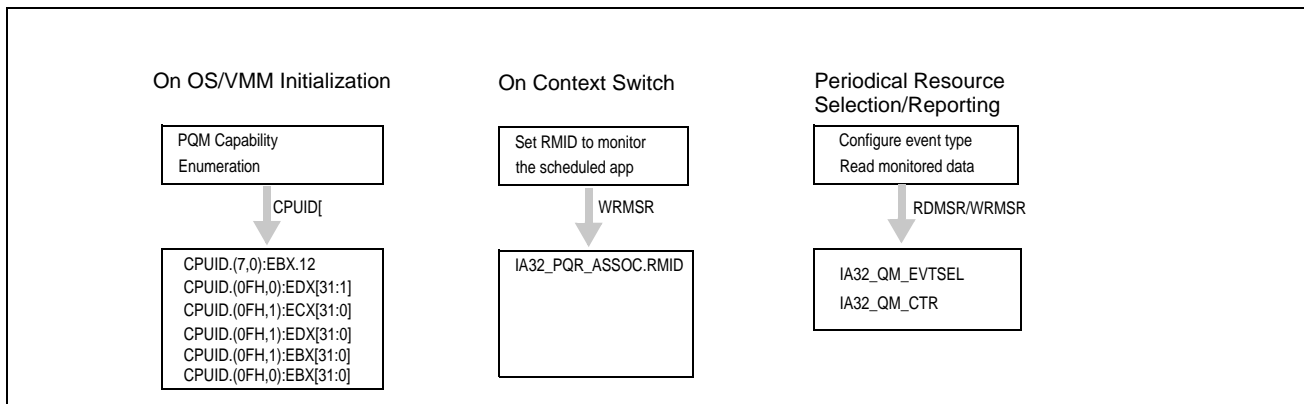 On OS/VMM Initialization
PQM Capability
Enumeration
CPUID[
CPUID.(7,0):EBX.12
CPUID.(0FH,0):EDX[31:1]
CPUID.(0FH,1):ECX[31:0]
CPUID.(0FH,1):EDX[31:0]
CPUID.(0FH,1):EBX[31:0]
CPUID.(0FH,0):EBX[31:0]
On Context Switch
Set RMID to monitor
the scheduled app
WRMSR
IA32_PQR_ASSOC.RMID
Periodical Resource
Selection/Reporting
Configure event type
Read monitored data
RDMSR/WRMSR
IA32_QM_EVTSEL
IA32_QM_CTR